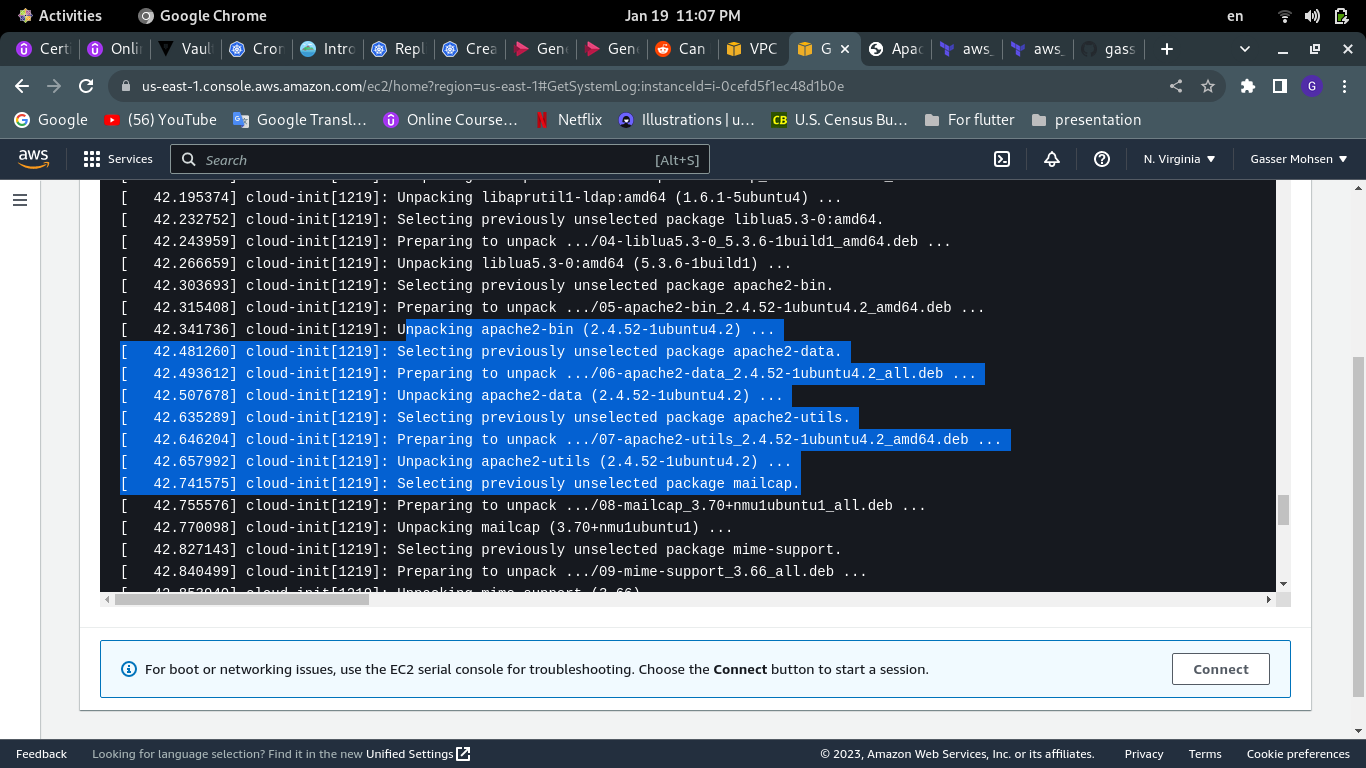 Activities Google Chrome Jan 19 11:07 PM en
Certi Onlin Vaul Cron Intro Repl Crea Gene Gene Can VPC G Apac aws_ aws_ gass
us-east-1.console.aws.amazon.com/ec2/home?region=us-east-1#GetSystemLog:instanceId=i-0cefd5f1ec48d1b0e G
Google (56) YouTube Google Transl... Online Course... Netflix Illustrations | u... CB U.S. Census Bu... For flutter presentation
aws Services Search [Alt+S] N. Virginia Gasser Mohsen
[   42.195374] cloud-init[1219]: Unpacking libaprutil1-ldap:amd64 (1.6.1-5ubuntu4) ...
[   42.232752] cloud-init[1219]: Selecting previously unselected package liblua5.3-0:amd64.
[   42.243959] cloud-init[1219]: Preparing to unpack .../04-liblua5.3-0_5.3.6-1build1_amd64.deb ...
[   42.266659] cloud-init[1219]: Unpacking liblua5.3-0:amd64 (5.3.6-1build1) ...
[   42.303693] cloud-init[1219]: Selecting previously unselected package apache2-bin.
[   42.315408] cloud-init[1219]: Preparing to unpack .../05-apache2-bin_2.4.52-1ubuntu4.2_amd64.deb ...
[   42.341736] cloud-init[1219]: Unpacking apache2-bin (2.4.52-1ubuntu4.2) ...
[   42.481260] cloud-init[1219]: Selecting previously unselected package apache2-data.
[   42.493612] cloud-init[1219]: Preparing to unpack .../06-apache2-data_2.4.52-1ubuntu4.2_all.deb ...
[   42.507678] cloud-init[1219]: Unpacking apache2-data (2.4.52-1ubuntu4.2) ...
[   42.635289] cloud-init[1219]: Selecting previously unselected package apache2-utils.
[   42.646204] cloud-init[1219]: Preparing to unpack .../07-apache2-utils_2.4.52-1ubuntu4.2_amd64.deb ...
[   42.657992] cloud-init[1219]: Unpacking apache2-utils (2.4.52-1ubuntu4.2) ...
[   42.741575] cloud-init[1219]: Selecting previously unselected package mailcap.
[   42.755576] cloud-init[1219]: Preparing to unpack .../08-mailcap_3.70+nmu1ubuntu1_all.deb ...
[   42.770098] cloud-init[1219]: Unpacking mailcap (3.70+nmu1ubuntu1) ...
[   42.827143] cloud-init[1219]: Selecting previously unselected package mime-support.
[   42.840499] cloud-init[1219]: Preparing to unpack .../09-mime-support_3.66_all.deb ...
cloud-init[1219]: Unpacking mime-support (3.66)
For boot or networking issues, use the EC2 serial console for troubleshooting. Choose the Connect button to start a session. Connect
Feedback Looking for language selection? Find it in the new Unified Settings © 2023, Amazon Web Services, Inc. or its affiliates. Privacy Terms Cookie preferences